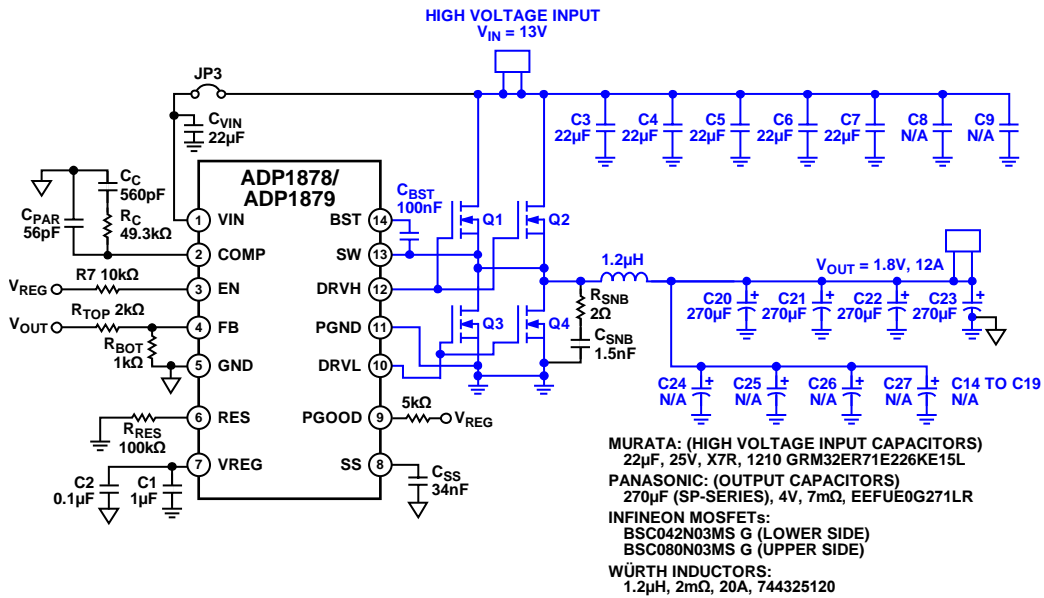 HIGH VOLTAGE INPUT
VIN = 13V
JP3
CVIN
22µF
C3
22µF
C4
22µF
C5
22µF
C6
22µF
C7
22µF
C8
N/A
C9
N/A
CC
560pF
CPAR
56pF
RC
49.3kΩ
ADP1878/
ADP1879
CBST
100nF
1 VIN
BST 14
2 COMP
SW 13
3 EN
DRVH 12
4 FB
PGND 11
5 GND
DRVL 10
6 RES
PGOOD 9
7 VREG
SS 8
Q1
Q2
Q3
Q4
VREG
R7 10kΩ
VOUT
RTOP 2kΩ
RBOT
1kΩ
RRES
100kΩ
C2
0.1µF
C1
1µF
5kΩ
VREG
CSS
34nF
1.2µH
RSNB
2Ω
CSNB
1.5nF
VOUT = 1.8V, 12A
C20
270µF
+
C21
270µF
+
C22
270µF
+
C23
270µF
+
C24
N/A
+
C25
N/A
+
C26
N/A
+
C27
N/A
+
C14 TO C19
N/A
MURATA: (HIGH VOLTAGE INPUT CAPACITORS)
22µF, 25V, X7R, 1210 GRM32ER71E226KE15L
PANASONIC: (OUTPUT CAPACITORS)
270µF (SP-SERIES), 4V, 7mΩ, EEFUE0G271LR
INFINEON MOSFETs:
BSC042N03MS G (LOWER SIDE)
BSC080N03MS G (UPPER SIDE)
WÜRTH INDUCTORS:
1.2µH, 2mΩ, 20A, 744325120